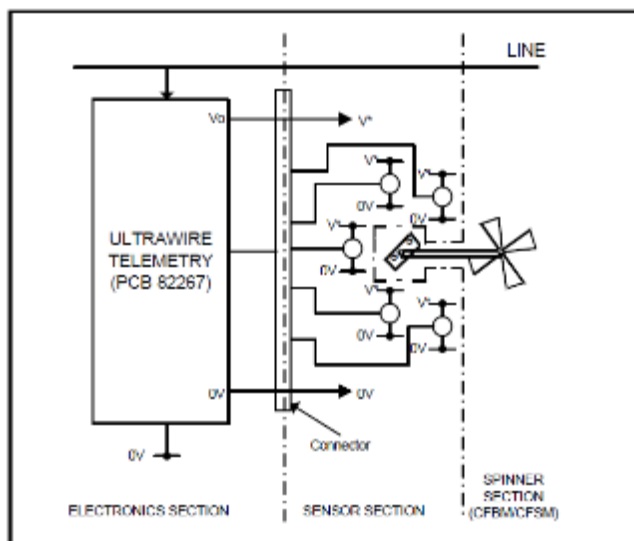 LINE
Vo
V*
V*
V*
0V
0V
V*
ULTRAWIRE
TELEMETRY
(PCB 82267)
S
0V
V*
V*
0V
0V
0V
0V
Connector
0V
ELECTRONICS SECTION
SENSOR SECTION
SPINNER
SECTION
(CFBM/CFSM)